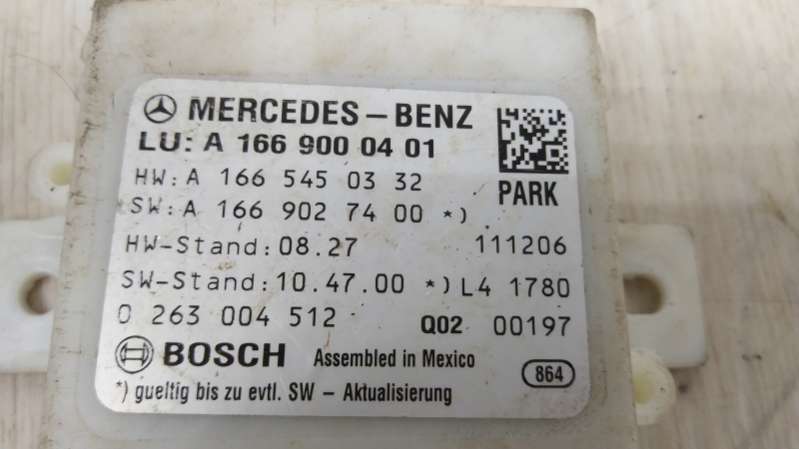 MERCEDES-BENZ
LU: A 166 900 04 01
HW: A 166 545 03 32
PARK
SW: A 166 902 74 00 *)
HW-Stand: 08.27 111206
SW-Stand: 10.47.00 *) L4 1780
0 263 004 512 Q02 00197
BOSCH Assembled in Mexico
864
*) gueltig bis zu evtl. SW - Aktualisierung